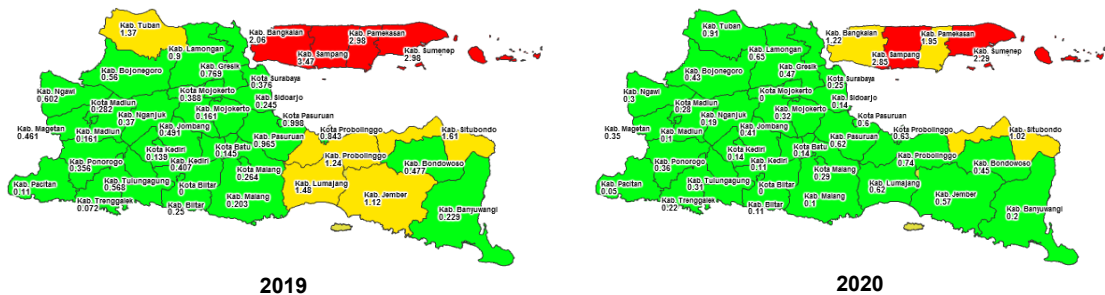 Kab. Tuban
1.37
Kab. Lamongan
0.9
Kab. Bangkalan
2.06
Kab. Pamekasan
2.98
Kab. Sampang
3.47
Kab. Sumenep
2.98
Kab. Bojonegoro
0.56
Kab. Gresik
0.769
Kota Surabaya
0.376
Kab. Ngawi
0.602
Kota Madiun
0.282
Kota Mojokerto
0.388
Kab. Mojokerto
0.161
Kab. Sidoarjo
0.245
Kab. Magetan
0.461
Kab. Madiun
0.161
Kab. Nganjuk
0.37
Kab. Jombang
0.491
Kota Pasuruan
0.998
Kab. Pasuruan
0.965
Kota Probolinggo
0.843
Kab. Situbondo
1.61
Kab. Ponorogo
0.356
Kota Kediri
0.139
Kab. Kediri
0.407
Kota Batu
0.145
Kab. Probolinggo
1.24
Kab. Bondowoso
0.477
Kab. Pacitan
0.11
Kab. Tulungagung
0.568
Kota Blitar
0
Kota Malang
0.264
Kab. Lumajang
1.48
Kab. Jember
1.12
Kab. Trenggalek
0.072
Kab. Blitar
0.25
Kab. Malang
0.203
Kab. Banyuwangi
0.229
2019
Kab. Tuban
0.91
Kab. Lamongan
0.65
Kab. Bangkalan
1.22
Kab. Pamekasan
1.95
Kab. Sampang
2.85
Kab. Sumenep
2.29
Kab. Bojonegoro
0.43
Kab. Gresik
0.47
Kota Surabaya
0.25
Kab. Ngawi
0.3
Kota Madiun
0.28
Kota Mojokerto
0
Kab. Mojokerto
0.32
Kab. Sidoarjo
0.14
Kab. Magetan
0.35
Kab. Madiun
0.1
Kab. Nganjuk
0.19
Kab. Jombang
0.41
Kota Pasuruan
0.6
Kab. Pasuruan
0.62
Kota Probolinggo
0.63
Kab. Situbondo
1.02
Kab. Ponorogo
0.36
Kota Kediri
0.14
Kab. Kediri
0.11
Kota Batu
0.14
Kab. Probolinggo
0.74
Kab. Bondowoso
0.45
Kab. Pacitan
0.05
Kab. Tulungagung
0.31
Kota Blitar
0
Kota Malang
0.29
Kab. Lumajang
0.62
Kab. Jember
0.57
Kab. Trenggalek
0.22
Kab. Blitar
0.11
Kab. Malang
0.1
Kab. Banyuwangi
0.2
2020